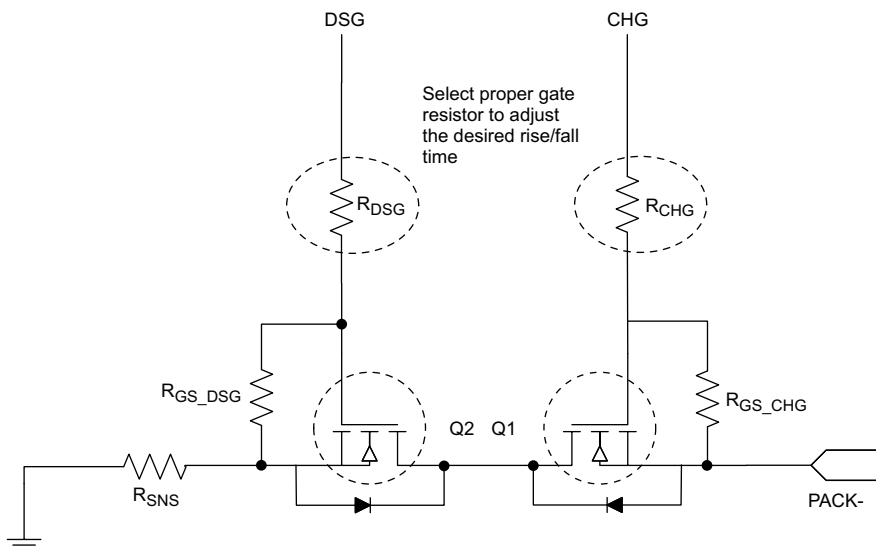 DSG
CHG
Select proper gate
resistor to adjust
the desired rise/fall
time
RDSG
RCHG
RGS_DSG
RGS_CHG
Q2 Q1
RSNS
PACK-